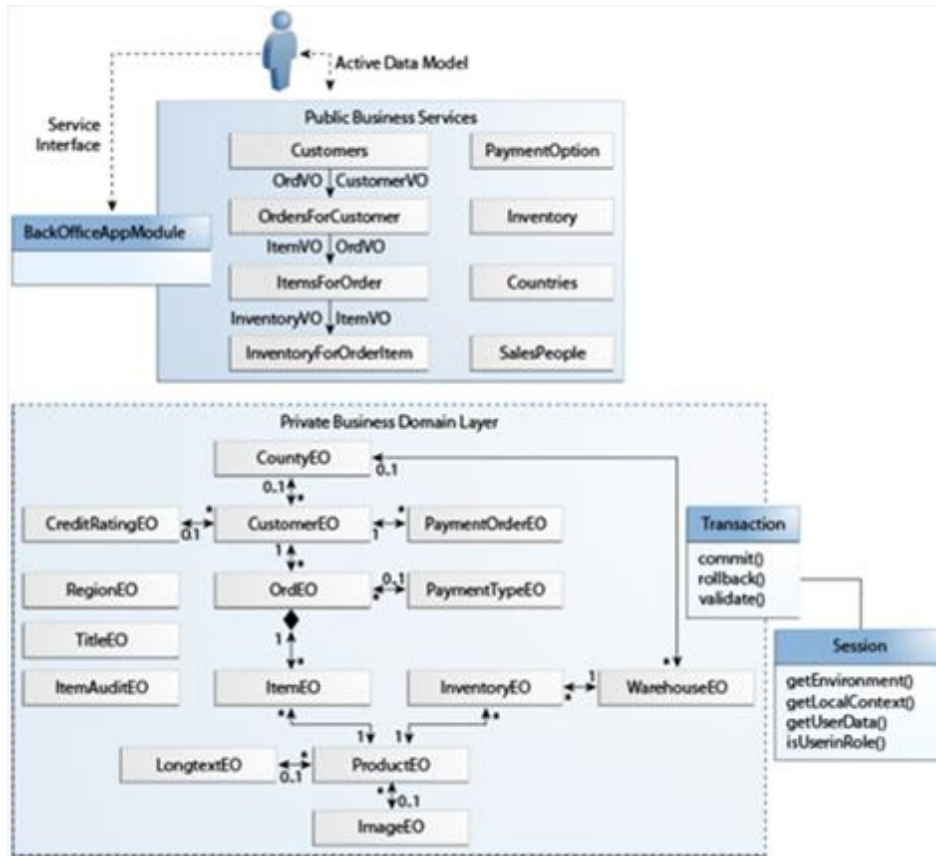 Active Data Model
Service
Interface
Public Business Services
Customers
PaymentOption
OrdVO
CustomerVO
OrdersForCustomer
Inventory
BackOfficeAppModule
ItemVO
OrdVO
ItemsForOrder
Countries
InventoryVO
ItemVO
InventoryForOrderItem
SalesPeople
Private Business Domain Layer
CountyEO
0..1
0..1
*
CreditRatingEO
*
0.1
CustomerEO
*
1
PaymentOrderEO
1
*
RegionEO
OrdEO
0..1
*
PaymentTypeEO
TitleEO
1
*
ItemAuditEO
ItemEO
InventoryEO
1
*
*
WarehouseEO
*
*
1
1
LongtextEO
*
0..1
ProductEO
*
0..1
ImageEO
Transaction
commit()
rollback()
validate()
Session
getEnvironment()
getLocalContext()
getUserData()
isUserinRole()